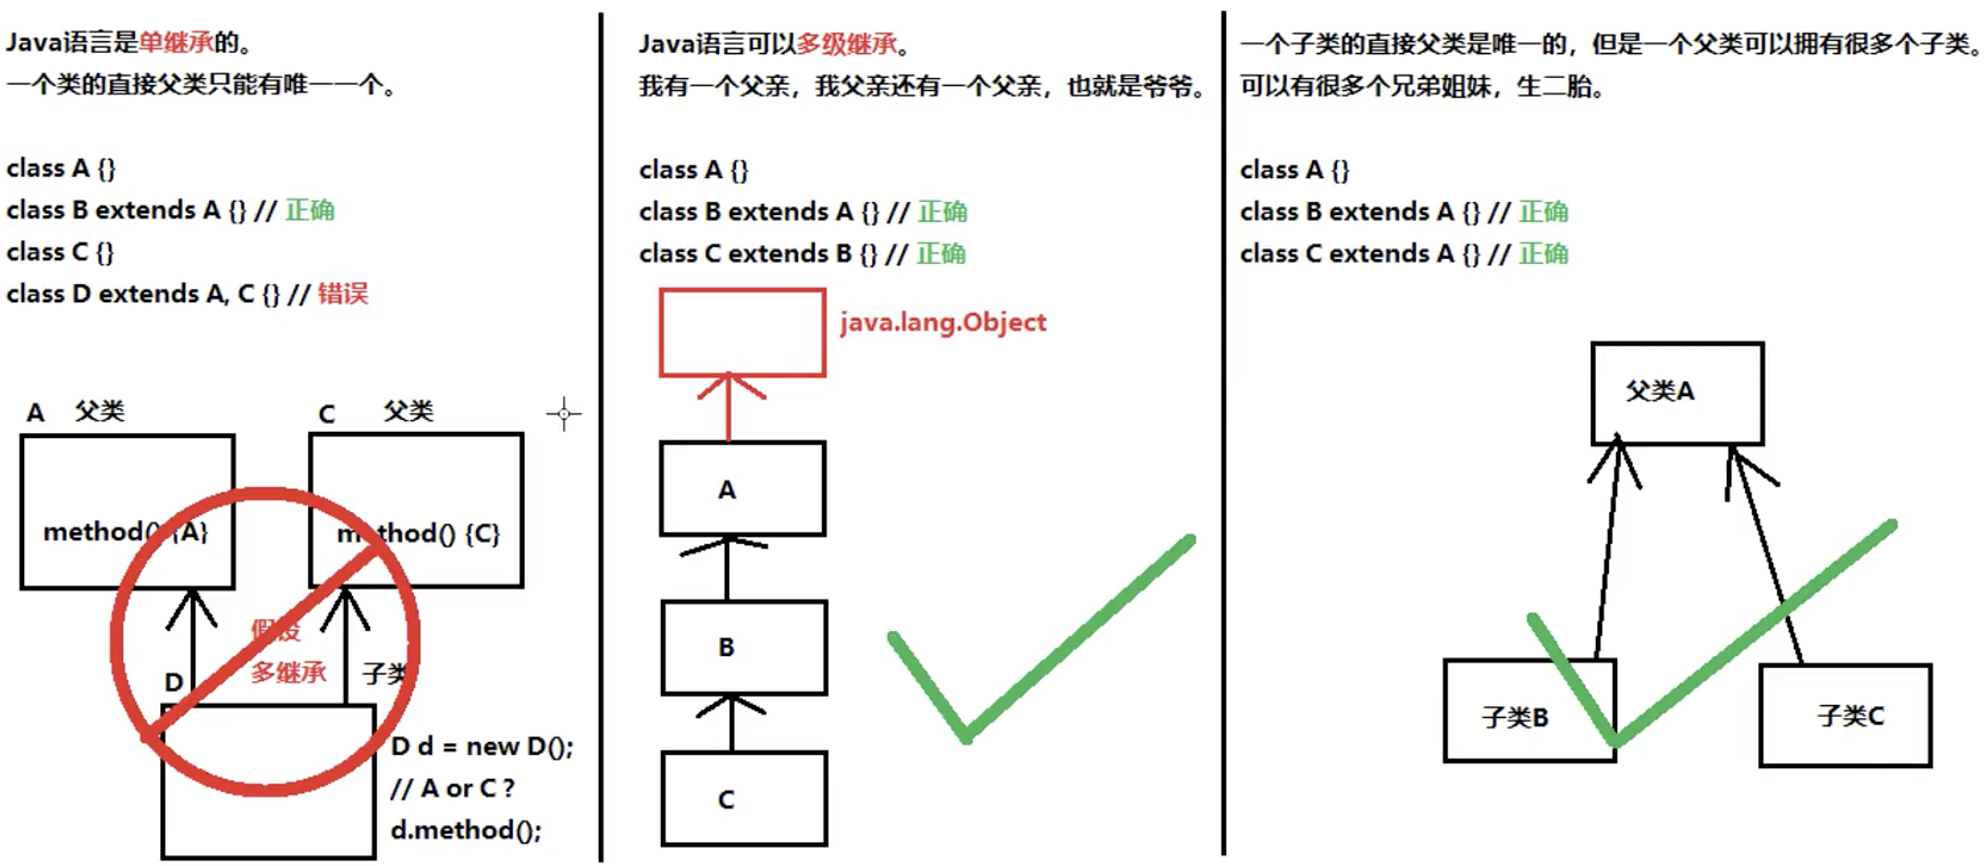 Java语言是单继承的。
一个类的直接父类只能有唯一一个。
class A {}
class B extends A {} // 正确
class C {}
class D extends A, C {} // 错误
A 父类
C 父类
method() {A}
method() {C}
假设
多继承
D
子类
D d = new D();
// A or C ?
d.method();
Java语言可以多级继承。
我有一个父亲，我父亲还有一个父亲，也就是爷爷。
class A {}
class B extends A {} // 正确
class C extends B {} // 正确
java.lang.Object
A
B
C
一个子类的直接父类是唯一的，但是一个父类可以拥有很多个子类。
可以有很多个兄弟姐妹，生二胎。
class A {}
class B extends A {} // 正确
class C extends A {} // 正确
父类A
子类B
子类C